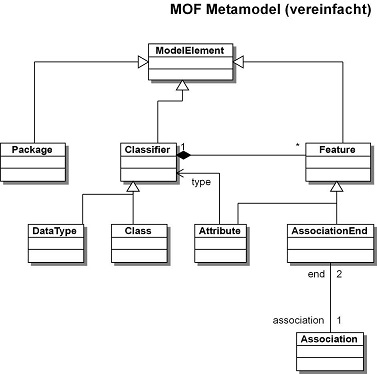 MOF Metamodel (vereinfacht)
ModelElement
Package
Classifier
1
*
Feature
type
DataType
Class
Attribute
AssociationEnd
end 2
association 1
Association